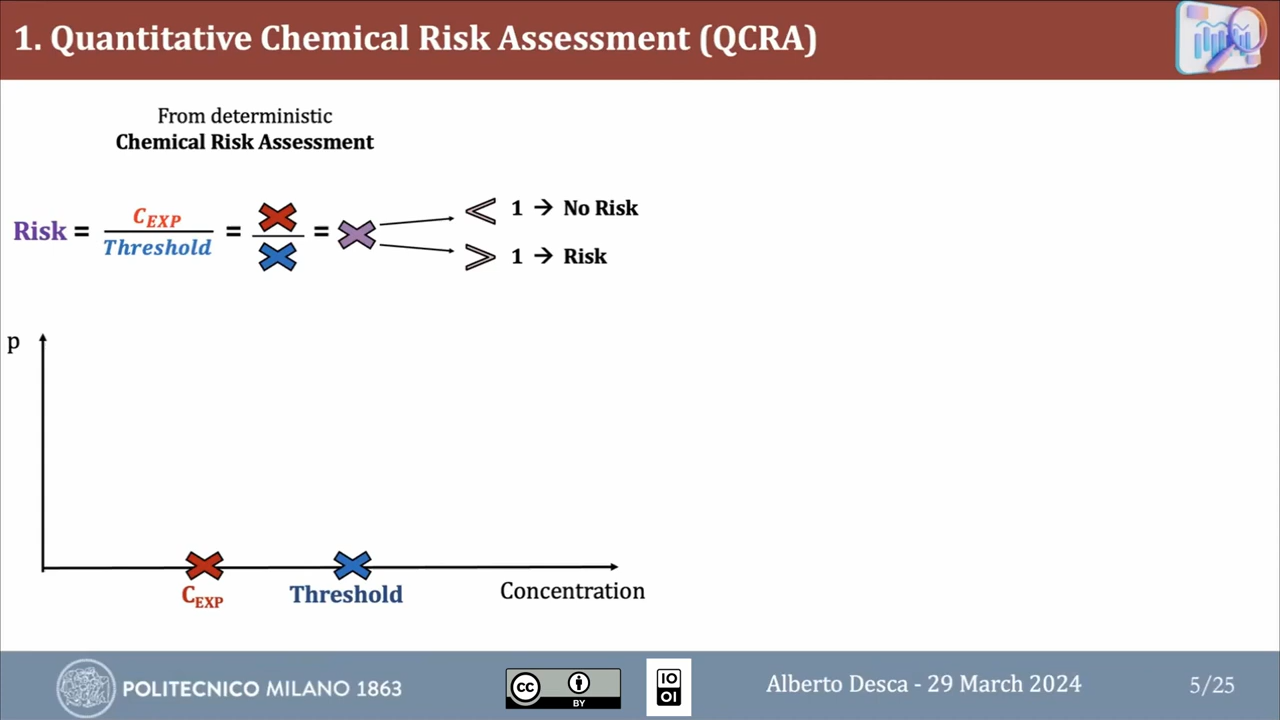 1. Quantitative Chemical Risk Assessment (QCRA)
From deterministic
Chemical Risk Assessment
Risk = C_EXP / Threshold = =
< 1 → No Risk
> 1 → Risk
p
C_EXP
Threshold
Concentration
POLITECNICO MILANO 1863
cc
BY
IO
OI
Alberto Desca - 29 March 2024
5/25